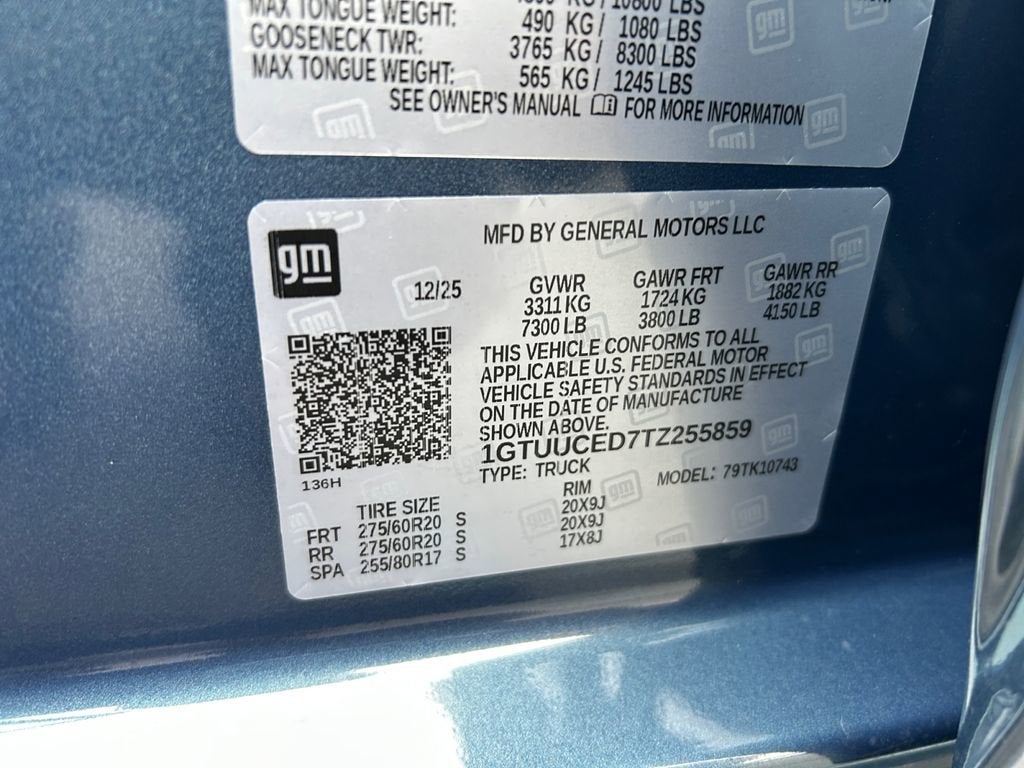 10800 LBS
MAX TONGUE WEIGHT: 490 KG / 1080 LBS
GOOSENECK TWR: 3765 KG / 8300 LBS
MAX TONGUE WEIGHT: 565 KG / 1245 LBS
SEE OWNER'S MANUAL FOR MORE INFORMATION
gm
MFD BY GENERAL MOTORS LLC
12/25
GVWR GAWR FRT GAWR RR
3311 KG 1724 KG 1882 KG
7300 LB 3800 LB 4150 LB
THIS VEHICLE CONFORMS TO ALL
APPLICABLE U.S. FEDERAL MOTOR
VEHICLE SAFETY STANDARDS IN EFFECT
ON THE DATE OF MANUFACTURE
SHOWN ABOVE.
1GTUUCED7TZ255859
TYPE: TRUCK MODEL: 79TK10743
136H
TIRE SIZE RIM
FRT 275/60R20 S 20X9J
RR 275/60R20 S 20X9J
SPA 255/80R17 S 17X8J